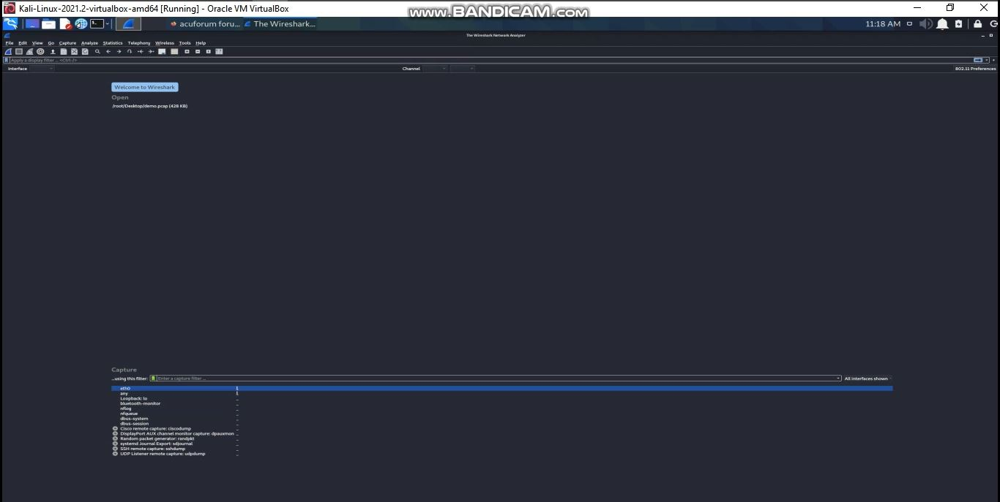 Kali-Linux-2021.2-virtualbox-amd64 [Running] - Oracle VM VirtualBox
www.BANDICAM.com
acuforum foru...
The Wireshark...
11:18 AM
The Wireshark Network Analyzer
File Edit View Go Capture Analyze Statistics Telephony Wireless Tools Help
Apply a display filter ... <Ctrl-/>
Interface
Channel
802.11 Preferences
Welcome to Wireshark
Open
/root/Desktop/demo.pcap (428 KB)
Capture
...using this filter: Enter a capture filter ... All interfaces shown
eth0
any
Loopback: lo
bluetooth-monitor
nflog
nfqueue
dbus-system
dbus-session
Cisco remote capture: ciscodump
DisplayPort AUX channel monitor capture: dpauxmon
Random packet generator: randpkt
systemd Journal Export: sdjournal
SSH remote capture: sshdump
UDP Listener remote capture: udpdump